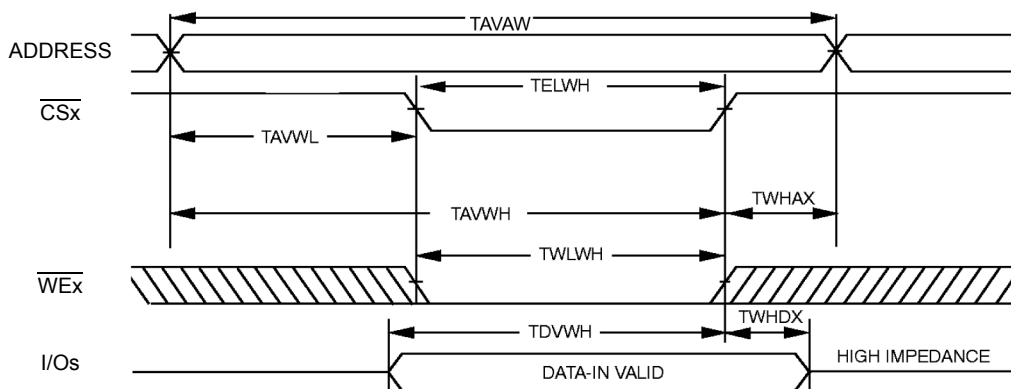 TAVAW
ADDRESS
TELWH
CSx
TAVWL
TAVWH
TWHAX
TWLWH
WEx
TDVWH
TWHDX
I/Os
DATA-IN VALID
HIGH IMPEDANCE